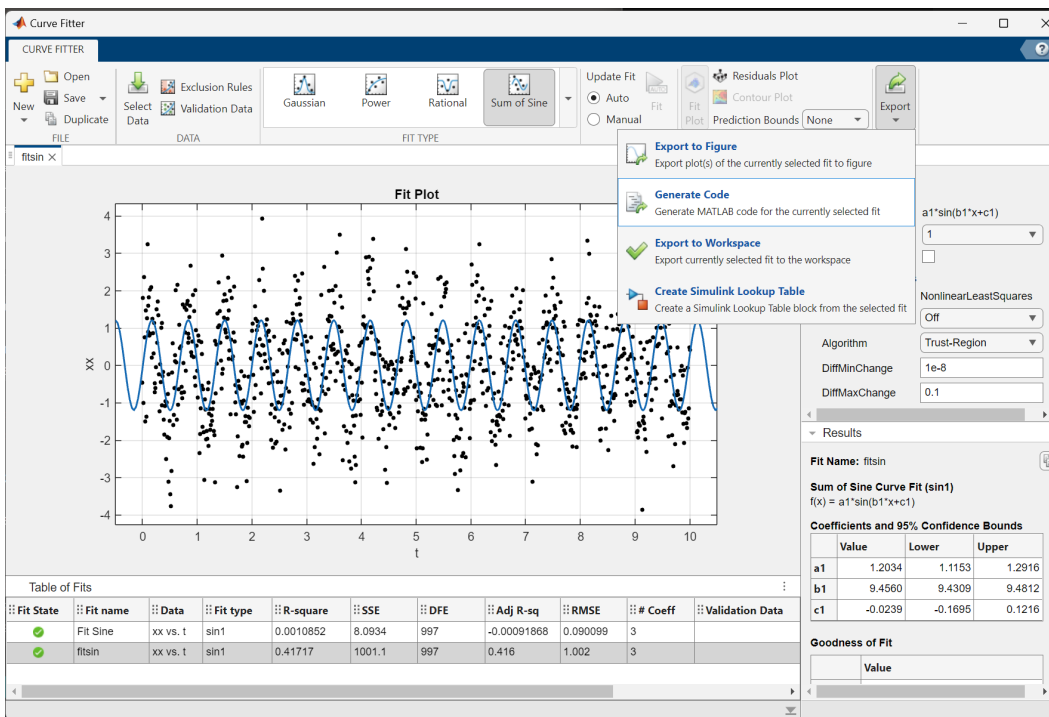 Curve Fitter
CURVE FITTER
?
New
Open
Save
Duplicate
FILE
Select Data
Exclusion Rules
Validation Data
DATA
Gaussian
Power
Rational
Sum of Sine
FIT TYPE
Update Fit
Auto
Manual
Fit
Fit Plot
Residuals Plot
Contour Plot
Prediction Bounds None
Export
fitsin
Export to Figure
Export plot(s) of the currently selected fit to figure
Generate Code
Generate MATLAB code for the currently selected fit
Export to Workspace
Export currently selected fit to the workspace
Create Simulink Lookup Table
Create a Simulink Lookup Table block from the selected fit
a1*sin(b1*x+c1)
1
NonlinearLeastSquares
Off
Algorithm Trust-Region
DiffMinChange 1e-8
DiffMaxChange 0.1
Fit Plot
4
3
2
1
0
-1
-2
-3
-4
xx
0 1 2 3 4 5 6 7 8 9 10
t
Results
Fit Name: fitsin
Sum of Sine Curve Fit (sin1)
f(x) = a1*sin(b1*x+c1)
Coefficients and 95% Confidence Bounds
Value Lower Upper
a1 1.2034 1.1153 1.2916
b1 9.4560 9.4309 9.4812
c1 -0.0239 -0.1695 0.1216
Goodness of Fit
Value
Table of Fits
Fit State Fit name Data Fit type R-square SSE DFE Adj R-sq RMSE # Coeff Validation Data
Fit Sine xx vs. t sin1 0.0010852 8.0934 997 -0.00091868 0.090099 3
fitsin xx vs. t sin1 0.41717 1001.1 997 0.416 1.002 3